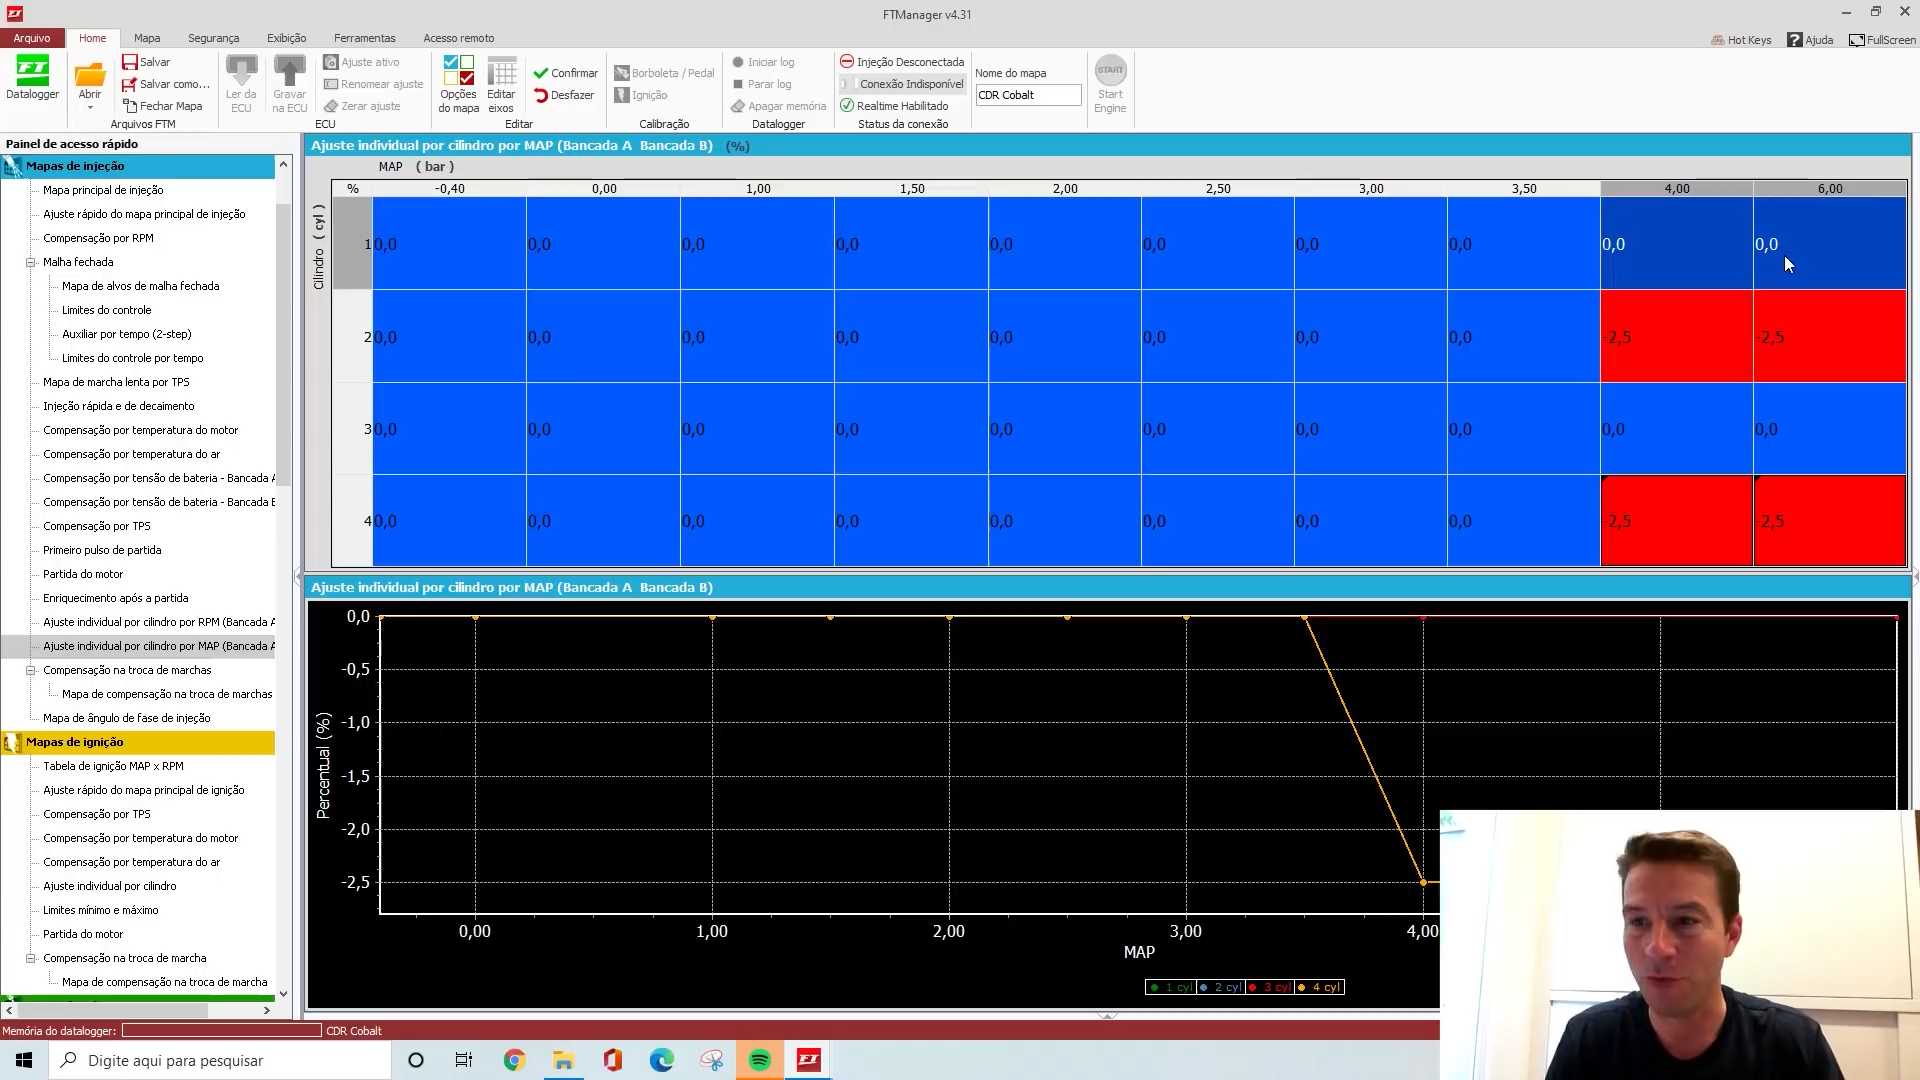 FTManager v4.31
Arquivo Home Mapa Segurança Exibição Ferramentas Acesso remoto
Hot Keys Ajuda FullScreen
Datalogger
Abrir
Salvar
Salvar como...
Fechar Mapa
Arquivos FTM
Ler da ECU
Gravar na ECU
Ajuste ativo
Renomear ajuste
Zerar ajuste
ECU
Opções do mapa
Editar eixos
Confirmar
Desfazer
Editar
Borboleta / Pedal
Ignição
Calibração
Iniciar log
Parar log
Apagar memória
Datalogger
Injeção Desconectada
Conexão Indisponível
Realtime Habilitado
Status da conexão
Nome do mapa
CDR Cobalt
START
Start Engine
Painel de acesso rápido
Mapas de injeção
Mapa principal de injeção
Ajuste rápido do mapa principal de injeção
Compensação por RPM
Malha fechada
Mapa de alvos de malha fechada
Limites do controle
Auxiliar por tempo (2-step)
Limites do controle por tempo
Mapa de marcha lenta por TPS
Injeção rápida e de decaimento
Compensação por temperatura do motor
Compensação por temperatura do ar
Compensação por tensão de bateria - Bancada A
Compensação por tensão de bateria - Bancada B
Compensação por TPS
Primeiro pulso de partida
Partida do motor
Enriquecimento após a partida
Ajuste individual por cilindro por RPM (Bancada A
Ajuste individual por cilindro por MAP (Bancada A
Compensação na troca de marchas
Mapa de compensação na troca de marchas
Mapa de ângulo de fase de injeção
Mapas de ignição
Tabela de ignição MAP x RPM
Ajuste rápido do mapa principal de ignição
Compensação por TPS
Compensação por temperatura do motor
Compensação por temperatura do ar
Ajuste individual por cilindro
Limites mínimo e máximo
Partida do motor
Compensação na troca de marcha
Mapa de compensação na troca de marcha
Ajuste individual por cilindro por MAP (Bancada A Bancada B) (%)
MAP ( bar )
Cilindro ( cyl )
% -0,40 0,00 1,00 1,50 2,00 2,50 3,00 3,50 4,00 6,00
1 0,0 0,0 0,0 0,0 0,0 0,0 0,0 0,0 0,0 0,0
2 0,0 0,0 0,0 0,0 0,0 0,0 0,0 0,0 -2,5 -2,5
3 0,0 0,0 0,0 0,0 0,0 0,0 0,0 0,0 0,0 0,0
4 0,0 0,0 0,0 0,0 0,0 0,0 0,0 0,0 -2,5 -2,5
Ajuste individual por cilindro por MAP (Bancada A Bancada B)
Percentual (%)
0,0
-0,5
-1,0
-1,5
-2,0
-2,5
0,00 1,00 2,00 3,00 4,00
MAP
1 cyl 2 cyl 3 cyl 4 cyl
Memória do datalogger: CDR Cobalt
Digite aqui para pesquisar